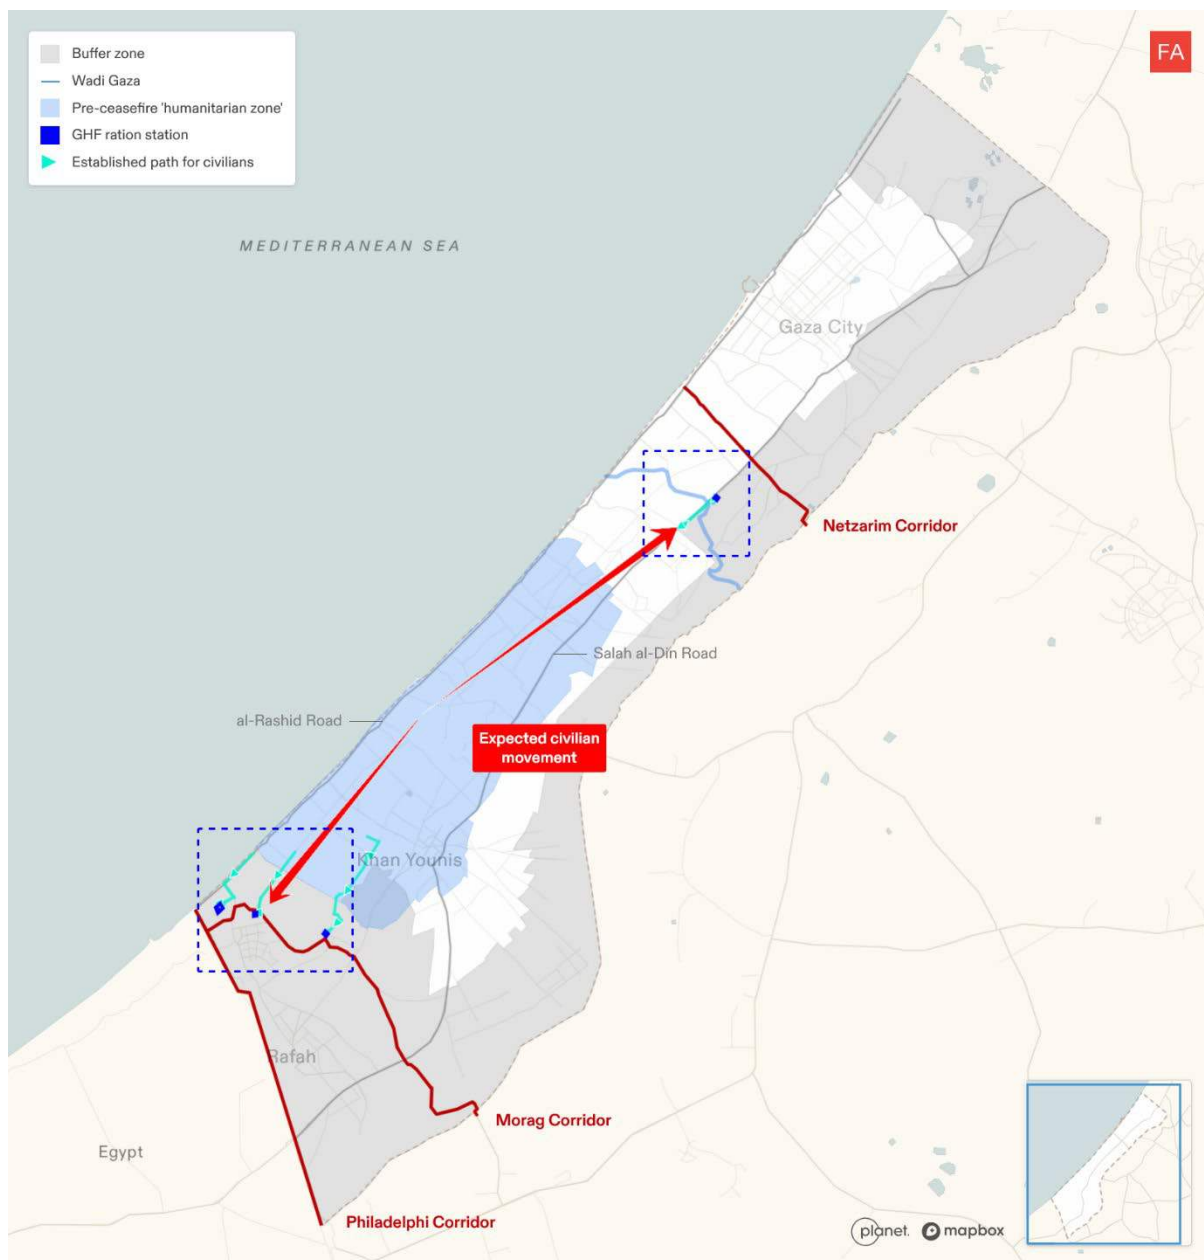 Buffer zone
Wadi Gaza
Pre-ceasefire 'humanitarian zone'
GHF ration station
Established path for civilians
FA
MEDITERRANEAN SEA
Gaza City
Netzarim Corridor
Salah al-Din Road
al-Rashid Road
Expected civilian
movement
Khan Younis
Rafah
Morag Corridor
Egypt
Philadelphi Corridor
planet.
mapbox